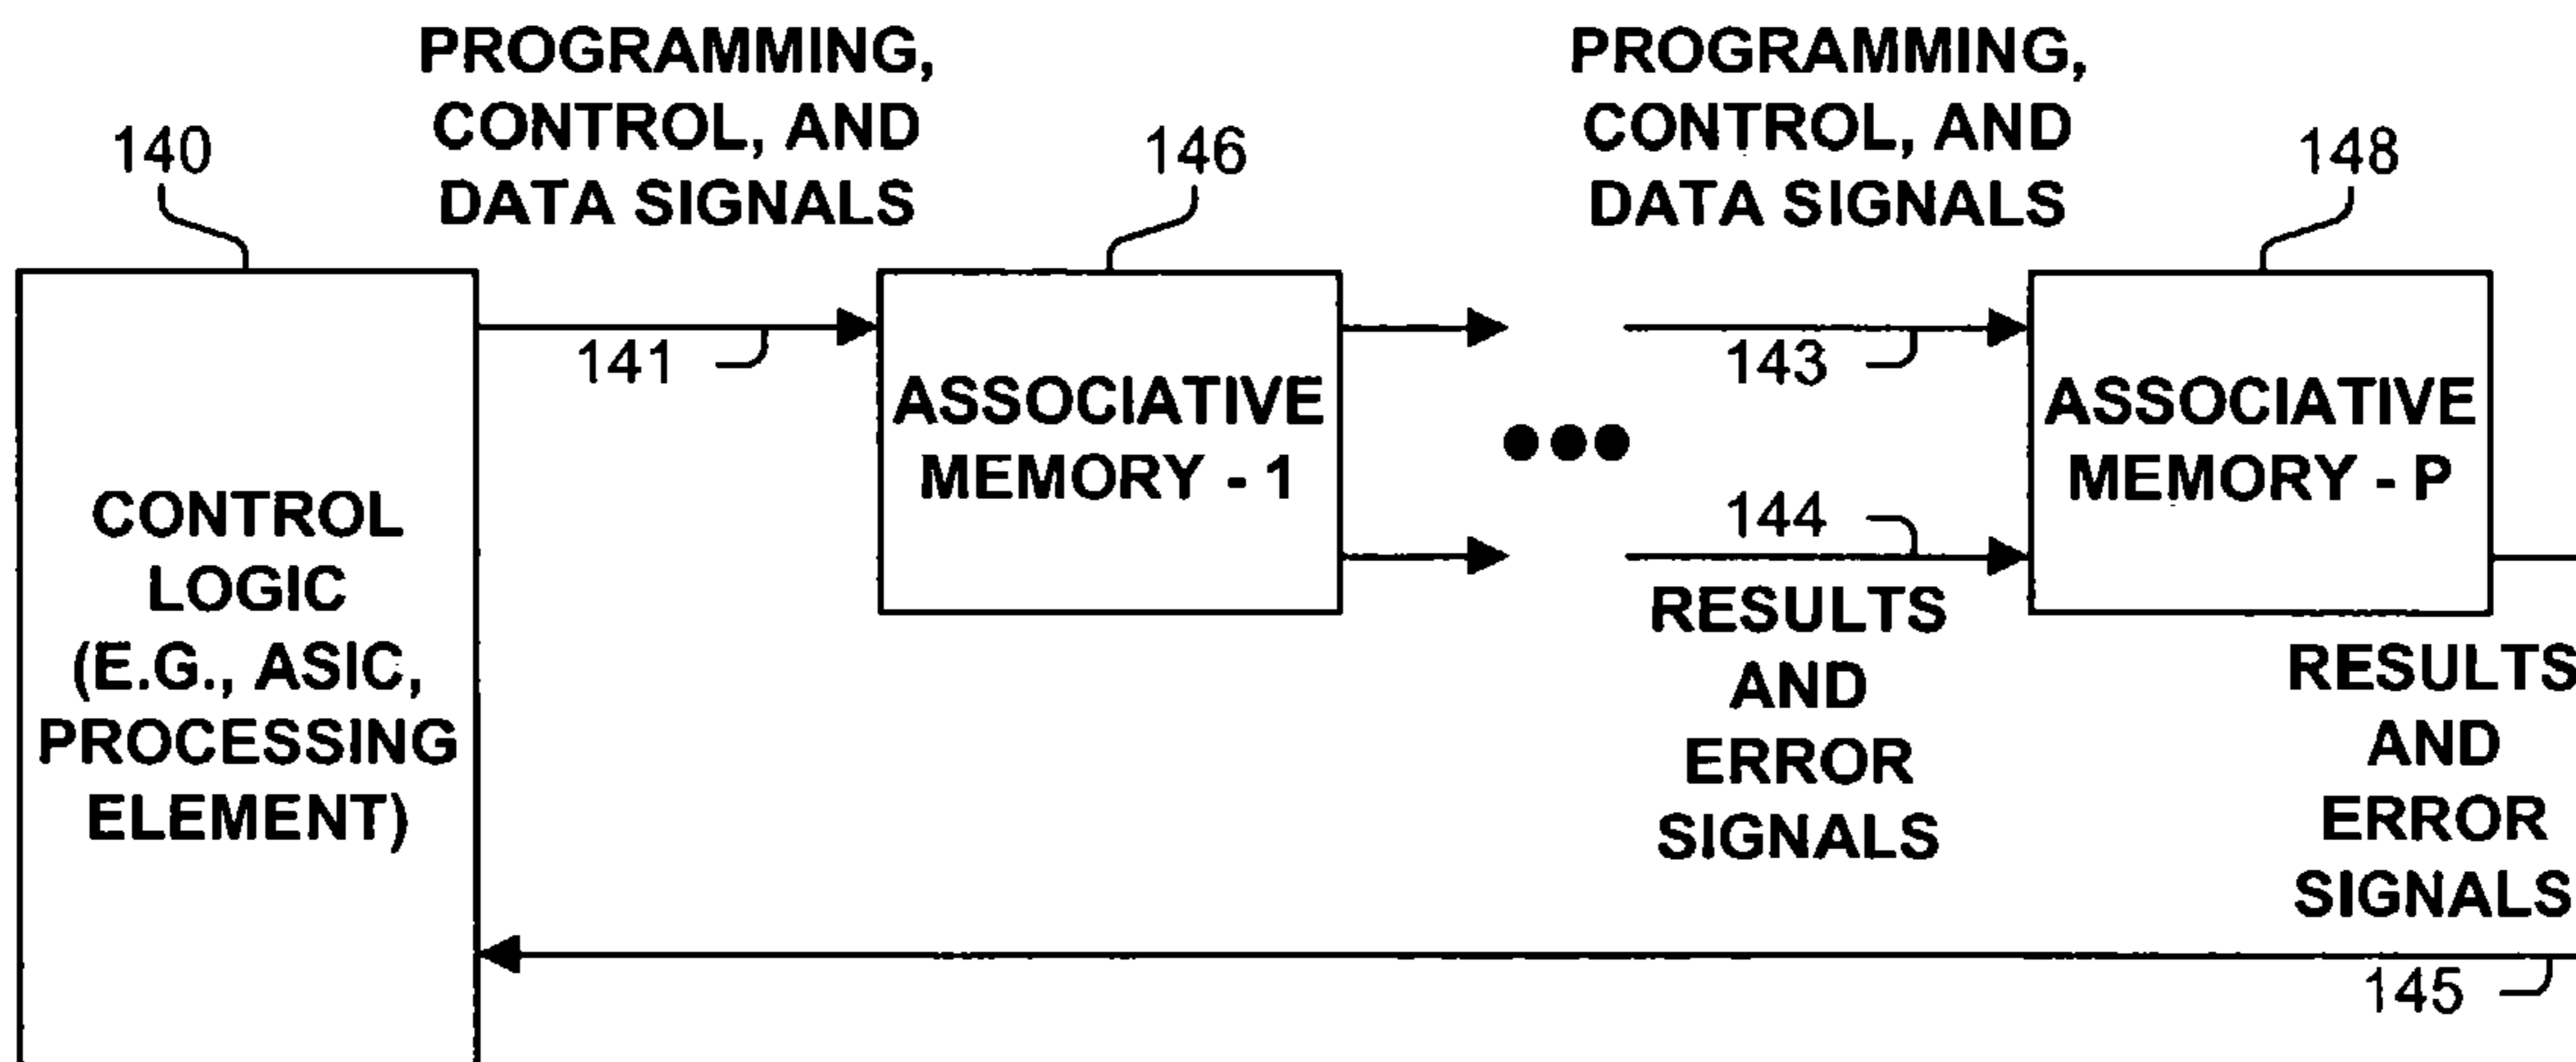 PROGRAMMING,
CONTROL, AND
DATA SIGNALS
PROGRAMMING,
CONTROL, AND
DATA SIGNALS
140
146
148
141
143
ASSOCIATIVE
MEMORY - 1
ASSOCIATIVE
MEMORY - P
144
CONTROL
LOGIC
(E.G., ASIC,
PROCESSING
ELEMENT)
RESULTS
AND
ERROR
SIGNALS
RESULTS
AND
ERROR
SIGNALS
145